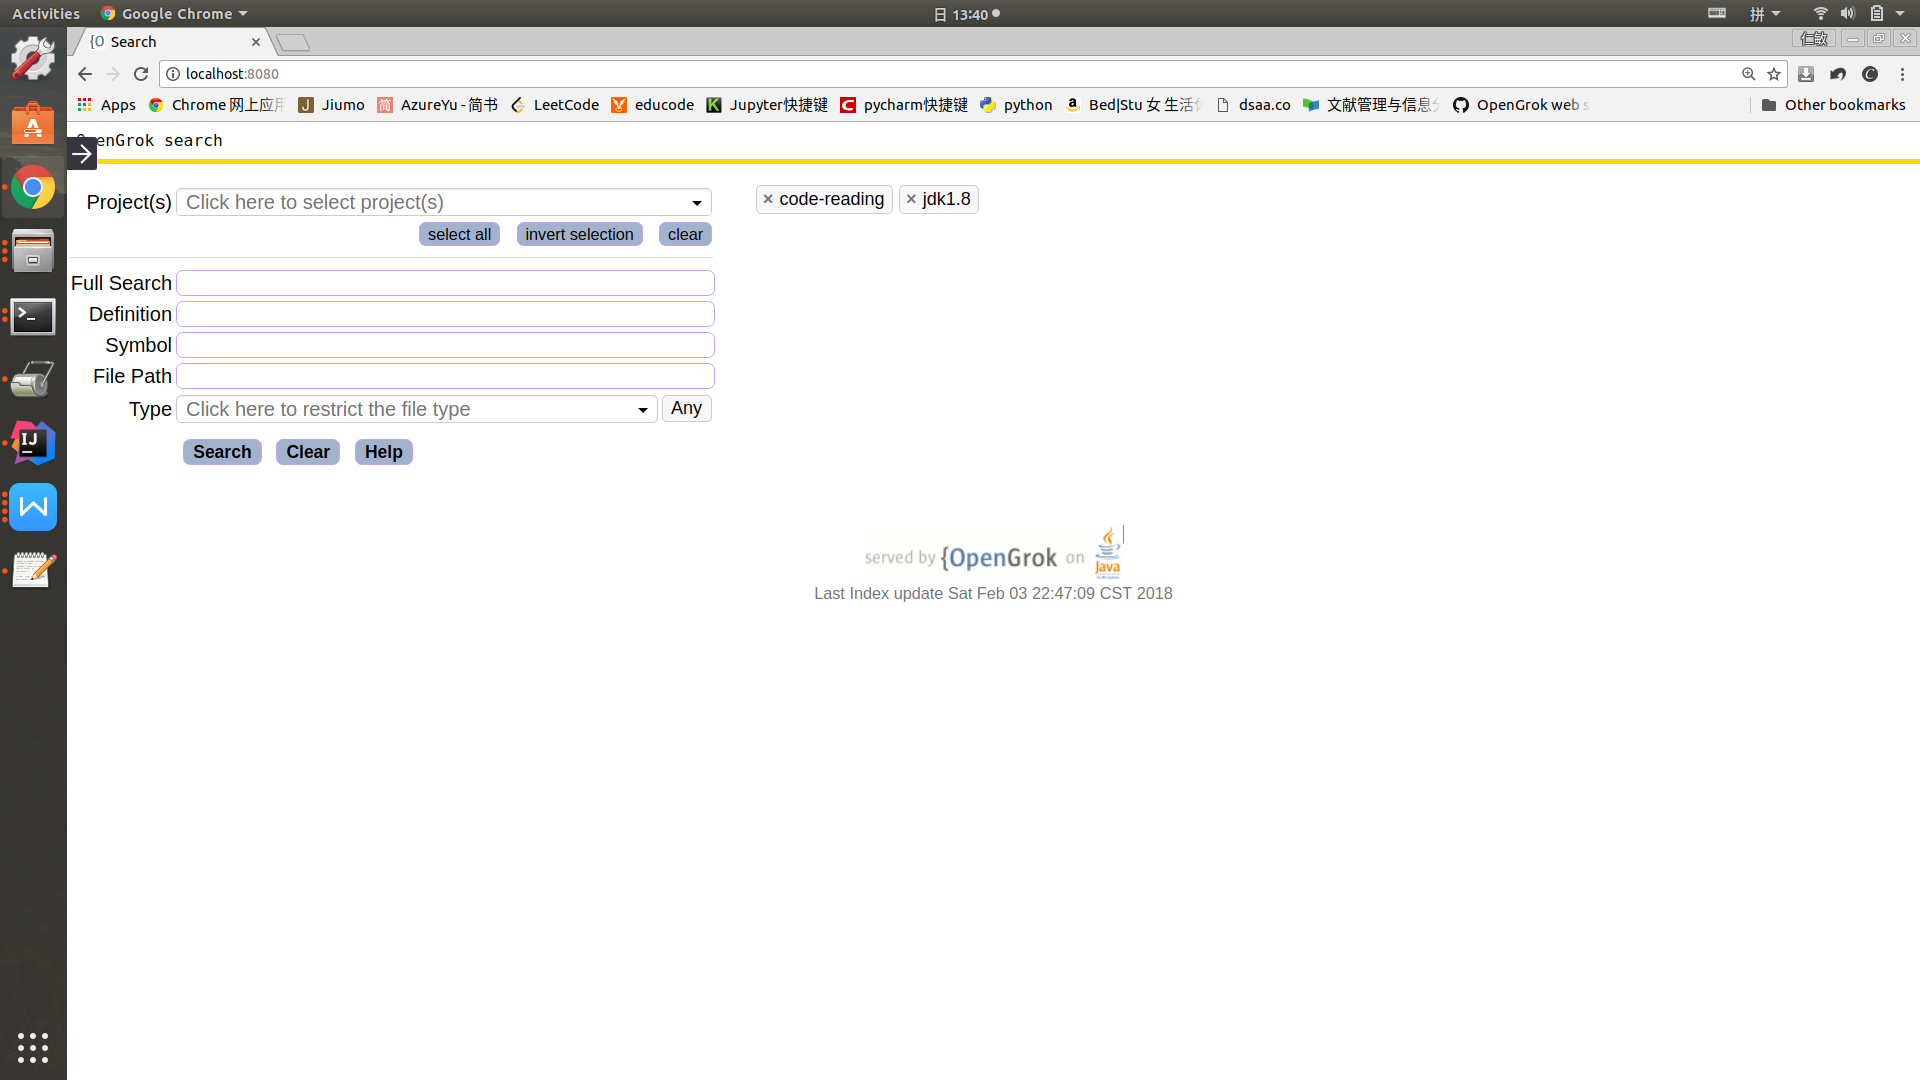 Activities Google Chrome 日 13:40 拼
Search 仁敏
localhost:8080
Apps Chrome 网上应用 Jiumo AzureYu - 简书 LeetCode educode Jupyter快捷键 pycharm快捷键 python Bed|Stu 女 生活 dsaa.co 文献管理与信息 OpenGrok web s Other bookmarks
OpenGrok search
Project(s) Click here to select project(s) × code-reading × jdk1.8
select all invert selection clear
Full Search
Definition
Symbol
File Path
Type Click here to restrict the file type Any
Search Clear Help
served by {OpenGrok on Java
Last Index update Sat Feb 03 22:47:09 CST 2018